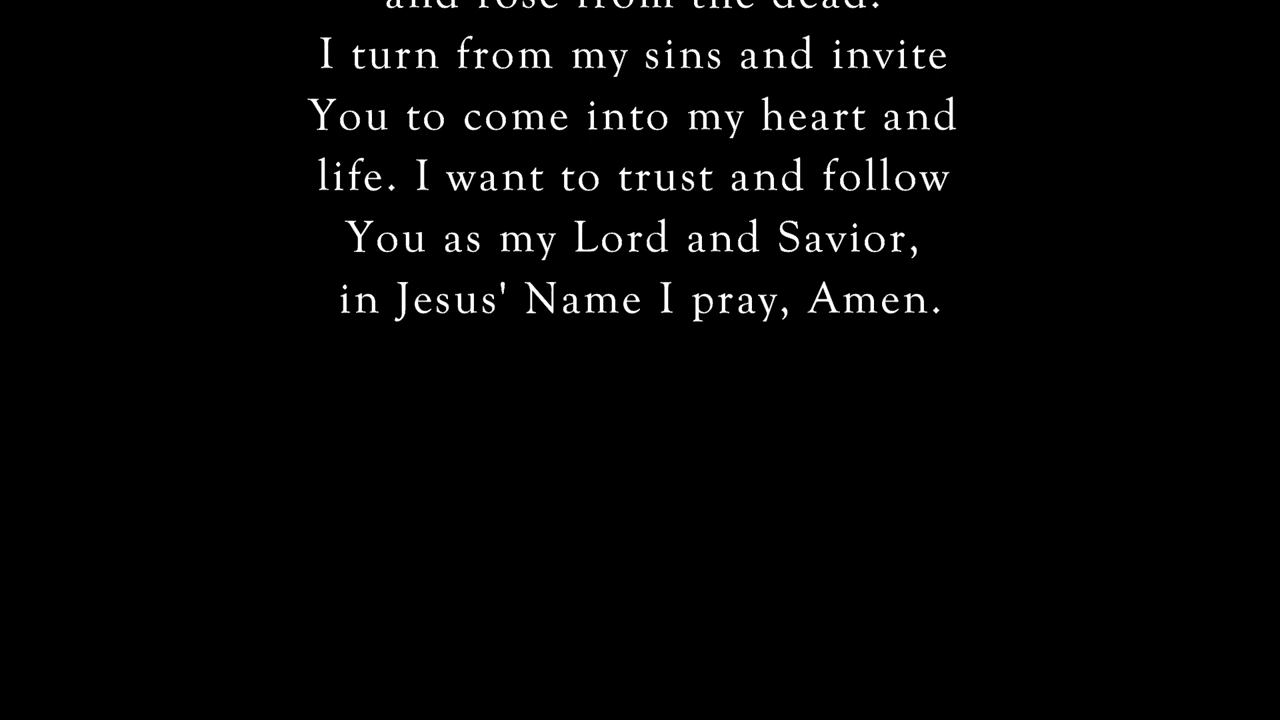 and rose from the dead.
I turn from my sins and invite
You to come into my heart and
life. I want to trust and follow
You as my Lord and Savior,
in Jesus' Name I pray, Amen.